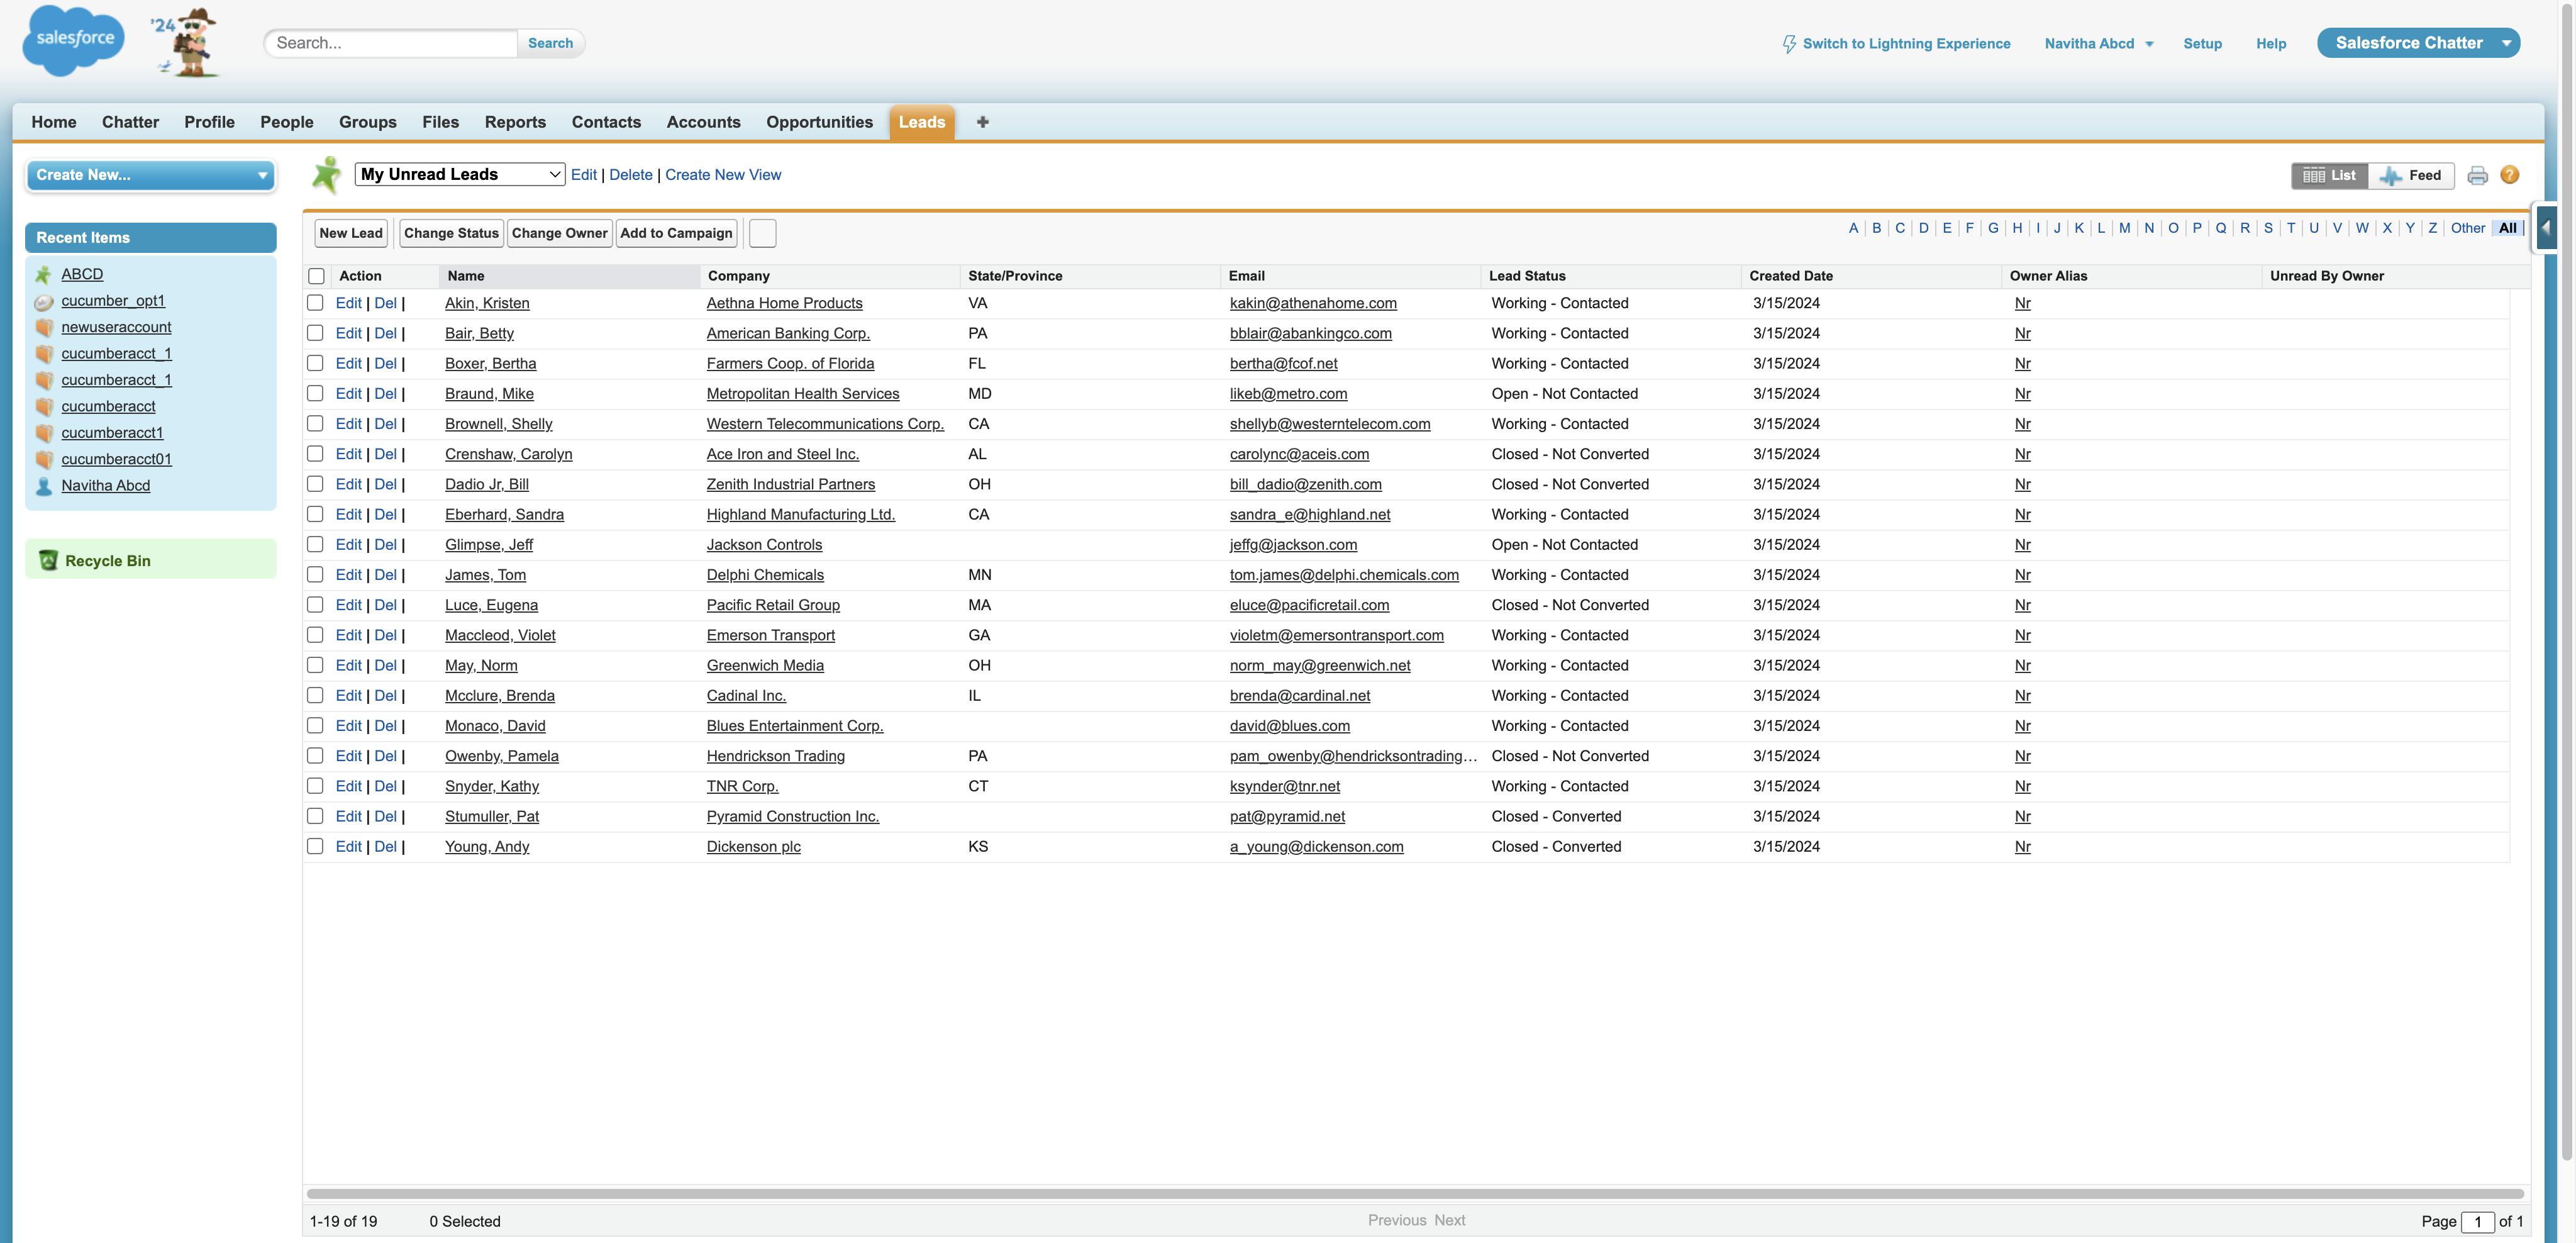 salesforce
'24
Search...
Search
Switch to Lightning Experience
Navitha Abcd
Setup
Help
Salesforce Chatter
Home Chatter Profile People Groups Files Reports Contacts Accounts Opportunities Leads +
Create New...
My Unread Leads
Edit | Delete | Create New View
List
Feed
?
Recent Items
ABCD
cucumber_opt1
newuseraccount
cucumberacct_1
cucumberacct_1
cucumberacct
cucumberacct1
cucumberacct01
Navitha Abcd
Recycle Bin
New Lead Change Status Change Owner Add to Campaign
A | B | C | D | E | F | G | H | I | J | K | L | M | N | O | P | Q | R | S | T | U | V | W | X | Y | Z | Other | All
Action Name Company State/Province Email Lead Status Created Date Owner Alias Unread By Owner
Edit | Del | Akin, Kristen Aethna Home Products VA kakin@athenahome.com Working - Contacted 3/15/2024 Nr
Edit | Del | Bair, Betty American Banking Corp. PA bblair@abankingco.com Working - Contacted 3/15/2024 Nr
Edit | Del | Boxer, Bertha Farmers Coop. of Florida FL bertha@fcof.net Working - Contacted 3/15/2024 Nr
Edit | Del | Braund, Mike Metropolitan Health Services MD likeb@metro.com Open - Not Contacted 3/15/2024 Nr
Edit | Del | Brownell, Shelly Western Telecommunications Corp. CA shellyb@westerntelecom.com Working - Contacted 3/15/2024 Nr
Edit | Del | Crenshaw, Carolyn Ace Iron and Steel Inc. AL carolync@aceis.com Closed - Not Converted 3/15/2024 Nr
Edit | Del | Dadio Jr, Bill Zenith Industrial Partners OH bill_dadio@zenith.com Closed - Not Converted 3/15/2024 Nr
Edit | Del | Eberhard, Sandra Highland Manufacturing Ltd. CA sandra_e@highland.net Working - Contacted 3/15/2024 Nr
Edit | Del | Glimpse, Jeff Jackson Controls jeffg@jackson.com Open - Not Contacted 3/15/2024 Nr
Edit | Del | James, Tom Delphi Chemicals MN tom.james@delphi.chemicals.com Working - Contacted 3/15/2024 Nr
Edit | Del | Luce, Eugena Pacific Retail Group MA eluce@pacificretail.com Closed - Not Converted 3/15/2024 Nr
Edit | Del | Maccleod, Violet Emerson Transport GA violetm@emersontransport.com Working - Contacted 3/15/2024 Nr
Edit | Del | May, Norm Greenwich Media OH norm_may@greenwich.net Working - Contacted 3/15/2024 Nr
Edit | Del | Mcclure, Brenda Cadinal Inc. IL brenda@cardinal.net Working - Contacted 3/15/2024 Nr
Edit | Del | Monaco, David Blues Entertainment Corp. david@blues.com Working - Contacted 3/15/2024 Nr
Edit | Del | Owenby, Pamela Hendrickson Trading PA pam_owenby@hendricksontrading... Closed - Not Converted 3/15/2024 Nr
Edit | Del | Snyder, Kathy TNR Corp. CT ksynder@tnr.net Working - Contacted 3/15/2024 Nr
Edit | Del | Stumuller, Pat Pyramid Construction Inc. pat@pyramid.net Closed - Converted 3/15/2024 Nr
Edit | Del | Young, Andy Dickenson plc KS a_young@dickenson.com Closed - Converted 3/15/2024 Nr
1-19 of 19 0 Selected Previous Next Page 1 of 1